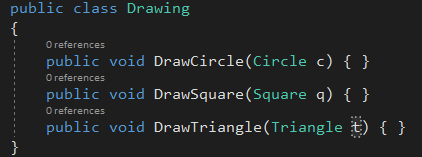 public class Drawing
{
0 references
public void DrawCircle(Circle c) { }
0 references
public void DrawSquare(Square q) { }
0 references
public void DrawTriangle(Triangle t) { }
}